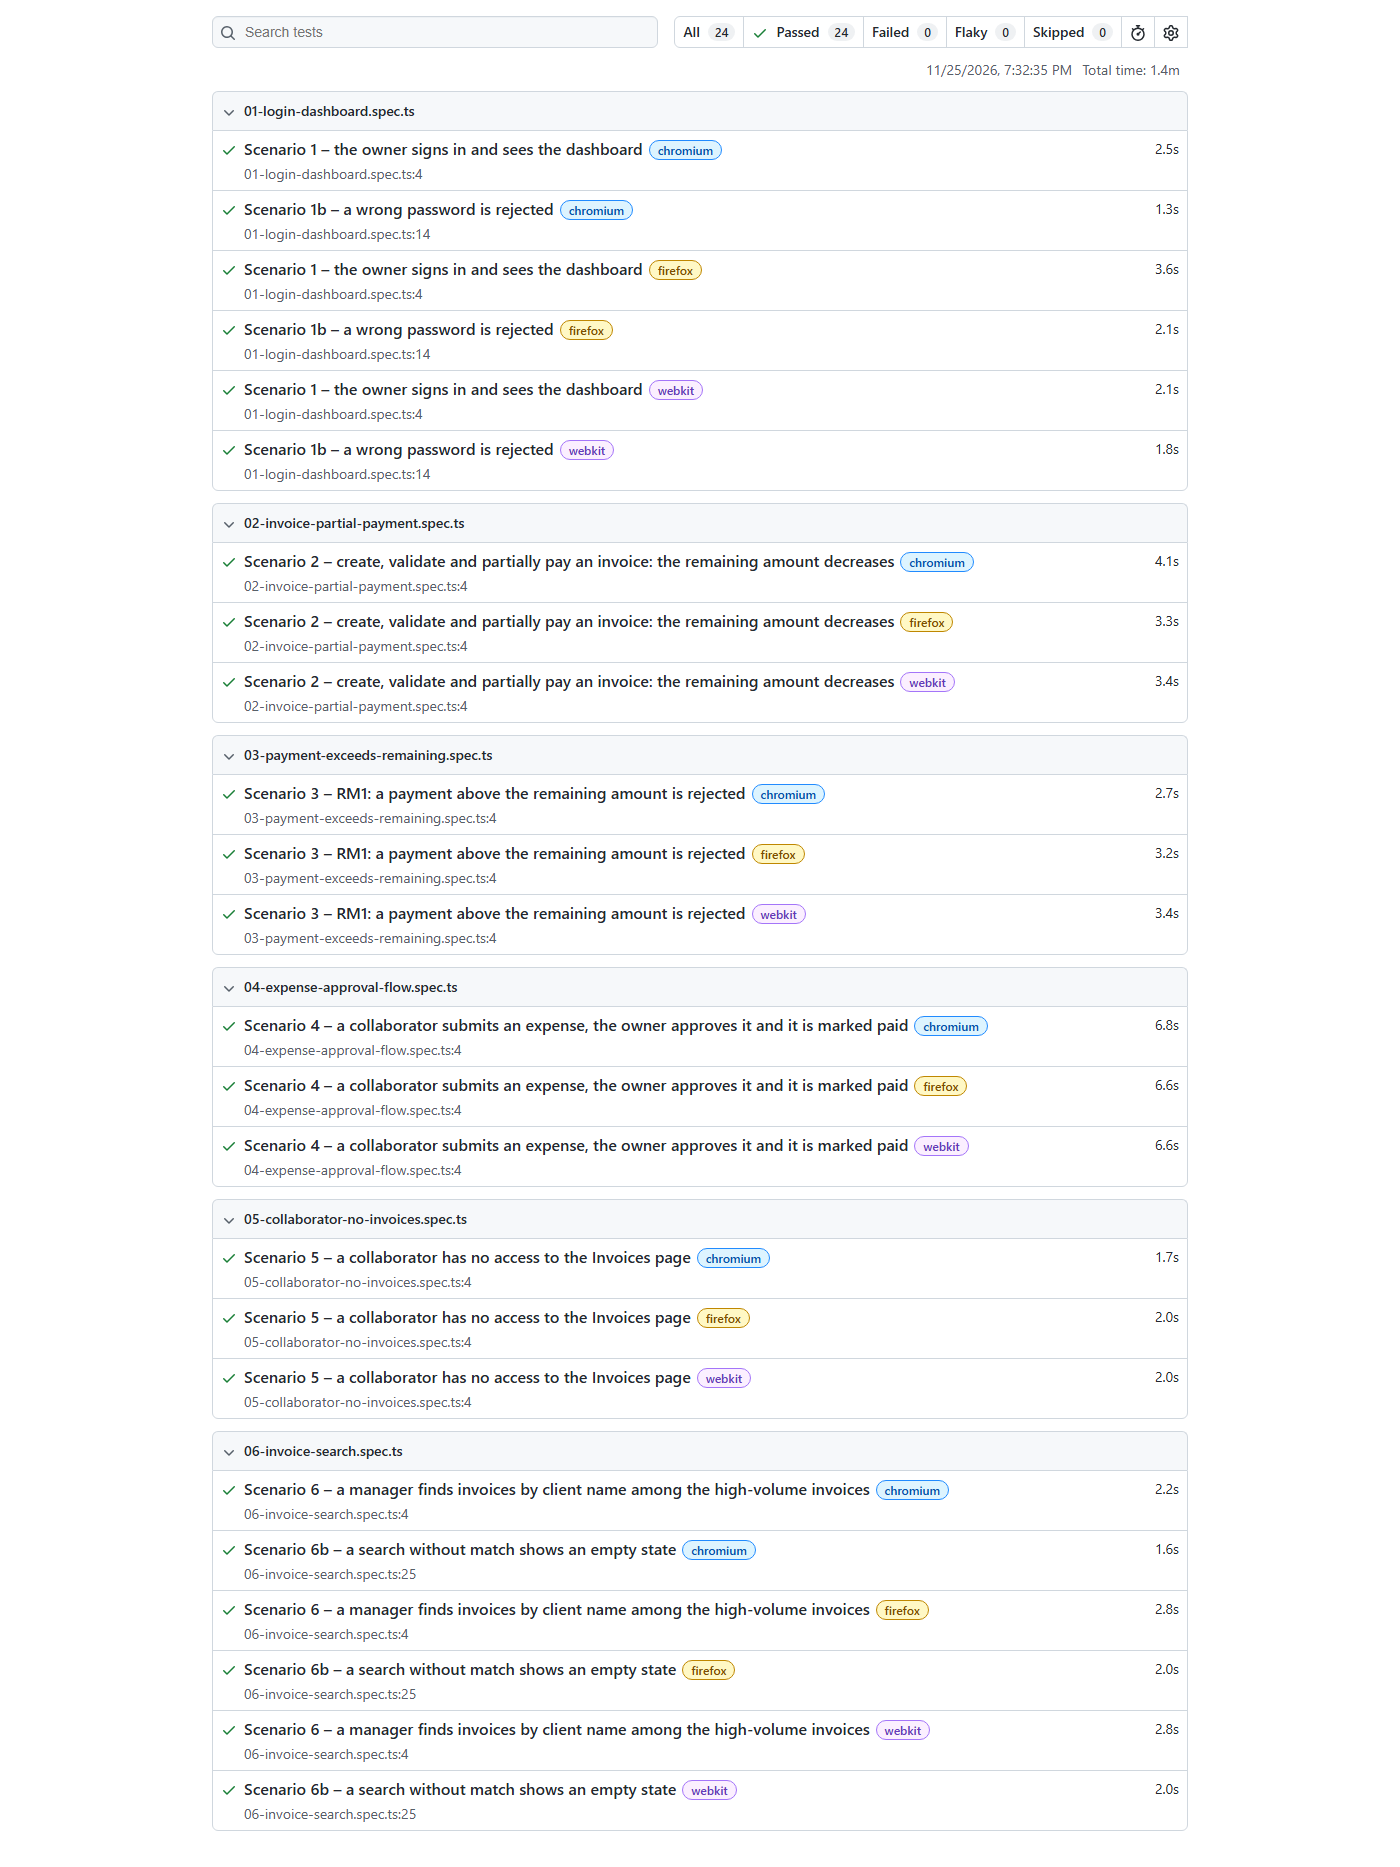 Search tests
All 24 Passed 24 Failed 0 Flaky 0 Skipped 0
11/25/2026, 7:32:35 PM Total time: 1.4m
01-login-dashboard.spec.ts
Scenario 1 – the owner signs in and sees the dashboard chromium 2.5s
01-login-dashboard.spec.ts:4
Scenario 1b – a wrong password is rejected chromium 1.3s
01-login-dashboard.spec.ts:14
Scenario 1 – the owner signs in and sees the dashboard firefox 3.6s
01-login-dashboard.spec.ts:4
Scenario 1b – a wrong password is rejected firefox 2.1s
01-login-dashboard.spec.ts:14
Scenario 1 – the owner signs in and sees the dashboard webkit 2.1s
01-login-dashboard.spec.ts:4
Scenario 1b – a wrong password is rejected webkit 1.8s
01-login-dashboard.spec.ts:14
02-invoice-partial-payment.spec.ts
Scenario 2 – create, validate and partially pay an invoice: the remaining amount decreases chromium 4.1s
02-invoice-partial-payment.spec.ts:4
Scenario 2 – create, validate and partially pay an invoice: the remaining amount decreases firefox 3.3s
02-invoice-partial-payment.spec.ts:4
Scenario 2 – create, validate and partially pay an invoice: the remaining amount decreases webkit 3.4s
02-invoice-partial-payment.spec.ts:4
03-payment-exceeds-remaining.spec.ts
Scenario 3 – RM1: a payment above the remaining amount is rejected chromium 2.7s
03-payment-exceeds-remaining.spec.ts:4
Scenario 3 – RM1: a payment above the remaining amount is rejected firefox 3.2s
03-payment-exceeds-remaining.spec.ts:4
Scenario 3 – RM1: a payment above the remaining amount is rejected webkit 3.4s
03-payment-exceeds-remaining.spec.ts:4
04-expense-approval-flow.spec.ts
Scenario 4 – a collaborator submits an expense, the owner approves it and it is marked paid chromium 6.8s
04-expense-approval-flow.spec.ts:4
Scenario 4 – a collaborator submits an expense, the owner approves it and it is marked paid firefox 6.6s
04-expense-approval-flow.spec.ts:4
Scenario 4 – a collaborator submits an expense, the owner approves it and it is marked paid webkit 6.6s
04-expense-approval-flow.spec.ts:4
05-collaborator-no-invoices.spec.ts
Scenario 5 – a collaborator has no access to the Invoices page chromium 1.7s
05-collaborator-no-invoices.spec.ts:4
Scenario 5 – a collaborator has no access to the Invoices page firefox 2.0s
05-collaborator-no-invoices.spec.ts:4
Scenario 5 – a collaborator has no access to the Invoices page webkit 2.0s
05-collaborator-no-invoices.spec.ts:4
06-invoice-search.spec.ts
Scenario 6 – a manager finds invoices by client name among the high-volume invoices chromium 2.2s
06-invoice-search.spec.ts:4
Scenario 6b – a search without match shows an empty state chromium 1.6s
06-invoice-search.spec.ts:25
Scenario 6 – a manager finds invoices by client name among the high-volume invoices firefox 2.8s
06-invoice-search.spec.ts:4
Scenario 6b – a search without match shows an empty state firefox 2.0s
06-invoice-search.spec.ts:25
Scenario 6 – a manager finds invoices by client name among the high-volume invoices webkit 2.8s
06-invoice-search.spec.ts:4
Scenario 6b – a search without match shows an empty state webkit 2.0s
06-invoice-search.spec.ts:25